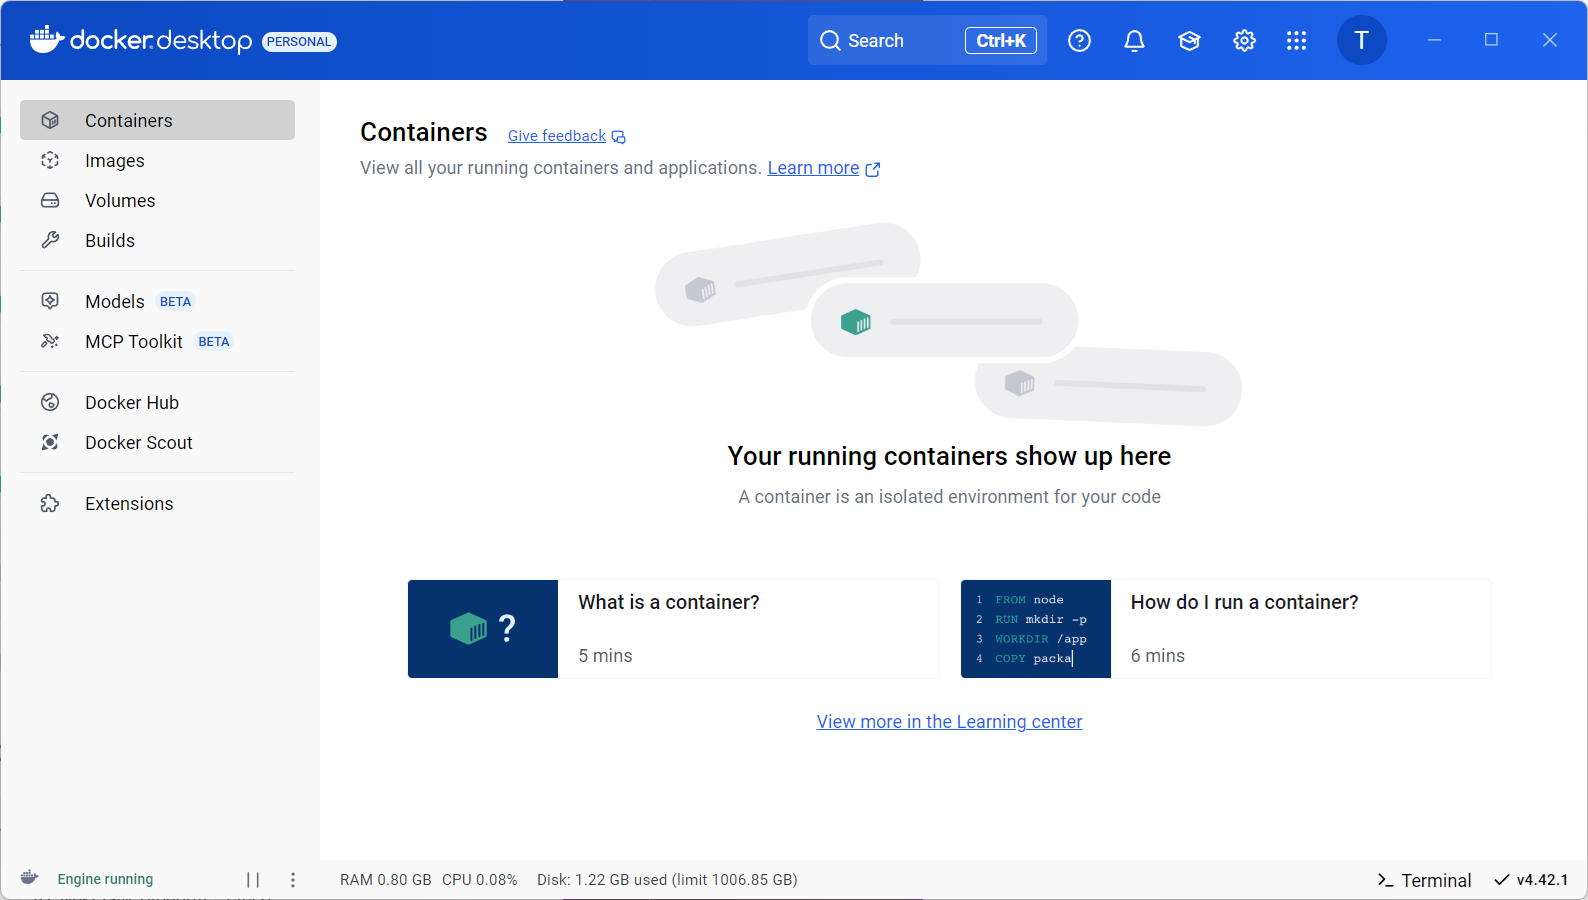 docker.desktop PERSONAL
Search Ctrl+K
T
Containers
Images
Volumes
Builds
Models BETA
MCP Toolkit BETA
Docker Hub
Docker Scout
Extensions
Containers Give feedback
View all your running containers and applications. Learn more
Your running containers show up here
A container is an isolated environment for your code
?
What is a container?
5 mins
1 FROM node
2 RUN mkdir -p
3 WORKDIR /app
4 COPY packa
How do I run a container?
6 mins
View more in the Learning center
Engine running
RAM 0.80 GB CPU 0.08% Disk: 1.22 GB used (limit 1006.85 GB)
Terminal
v4.42.1